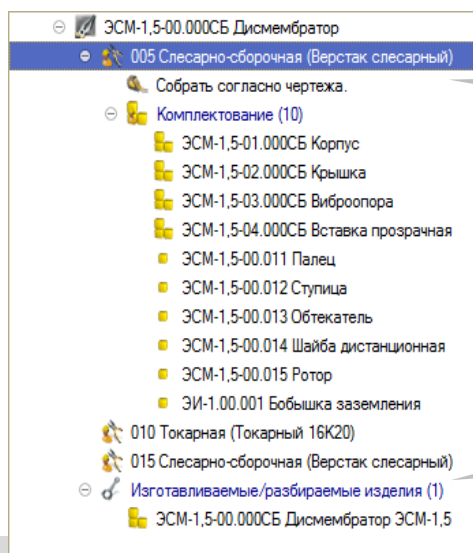 ЭСМ-1,5-00.000СБ Дисмембратор
005 Слесарно-сборочная (Верстак слесарный)
Собрать согласно чертежа.
Комплектование (10)
ЭСМ-1,5-01.000СБ Корпус
ЭСМ-1,5-02.000СБ Крышка
ЭСМ-1,5-03.000СБ Виброопора
ЭСМ-1,5-04.000СБ Вставка прозрачная
ЭСМ-1,5-00.011 Палец
ЭСМ-1,5-00.012 Ступица
ЭСМ-1,5-00.013 Обтекатель
ЭСМ-1,5-00.014 Шайба дистанционная
ЭСМ-1,5-00.015 Ротор
ЭИ-1.00.001 Бобышка заземления
010 Токарная (Токарный 16К20)
015 Слесарно-сборочная (Верстак слесарный)
Изготавливаемые/разбираемые изделия (1)
ЭСМ-1,5-00.000СБ Дисмембратор ЭСМ-1,5